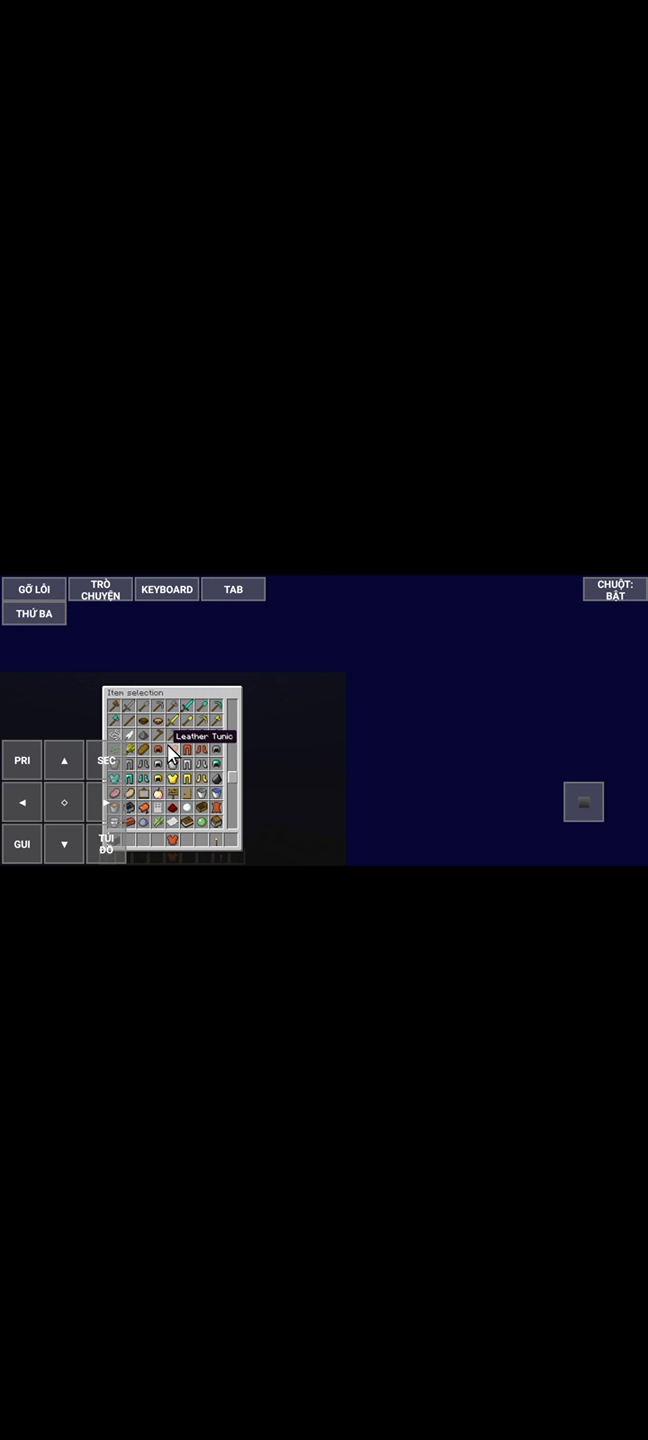 GỠ LỖI
TRÒ
CHUYỆN
KEYBOARD
TAB
CHUỘT:
BẬT
THỨ BA
Item selection
Leather Tunic
PRI
▲
SEC
◄
◇
►
GUI
▼
TÚI
ĐỒ